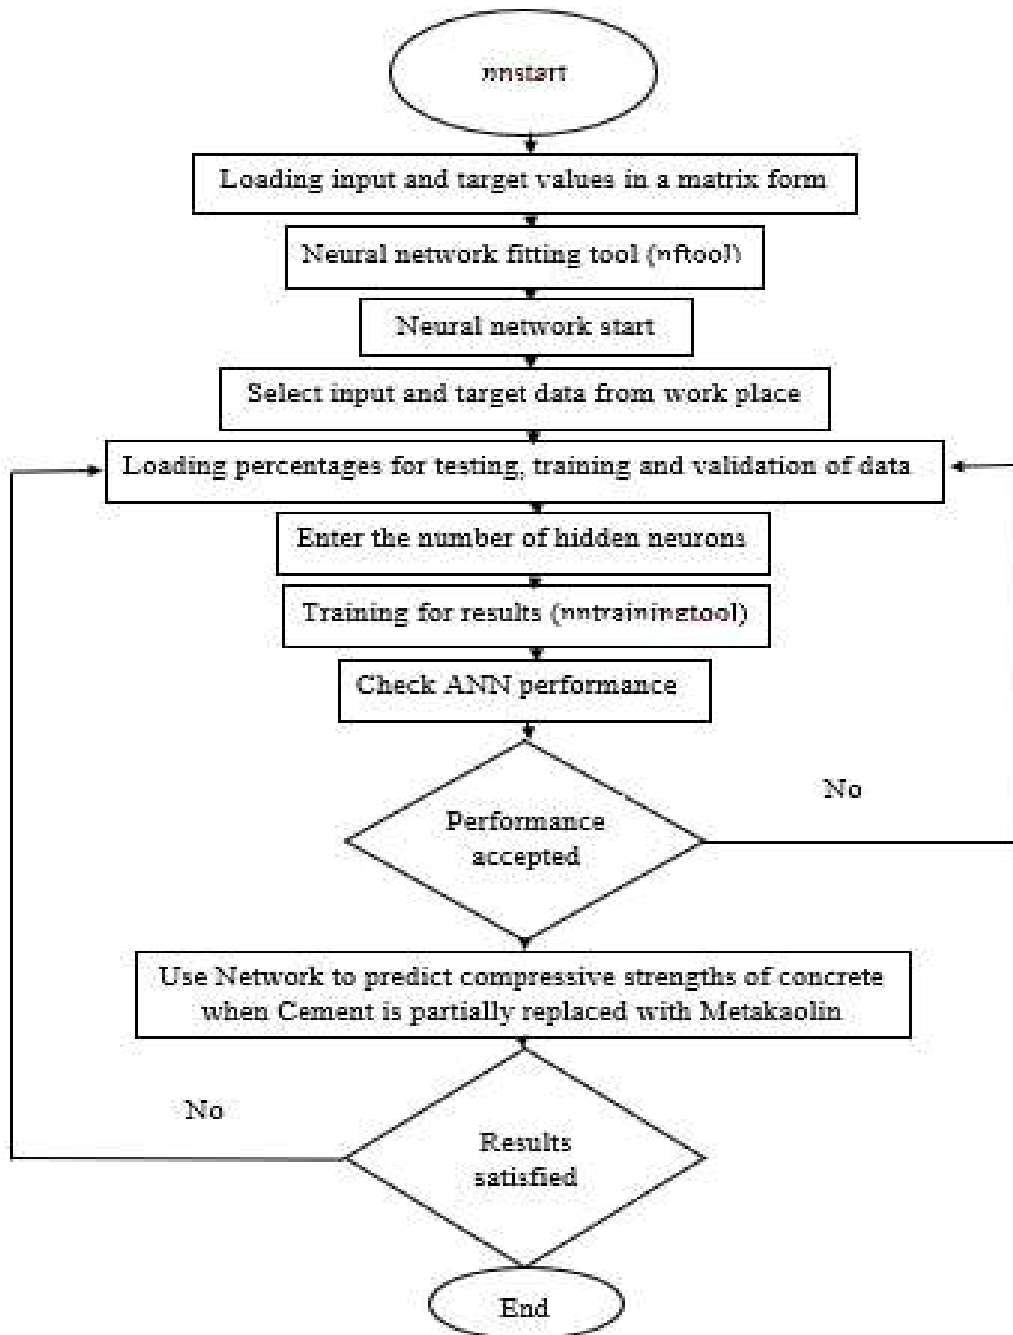 nnstart
Loading input and target values in a matrix form
Neural network fitting tool (nftool)
Neural network start
Select input and target data from work place
Loading percentages for testing, training and validation of data
Enter the number of hidden neurons
Training for results (nntrainingtool)
Check ANN performance
No
Performance
accepted
Use Network to predict compressive strengths of concrete
when Cement is partially replaced with Metakaolin
No
Results
satisfied
End